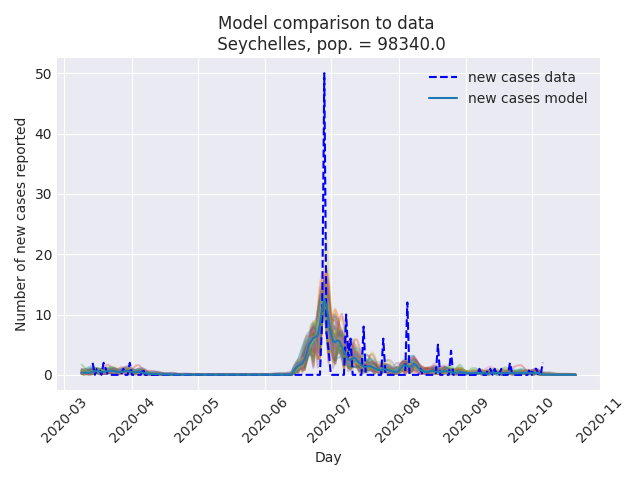 Model comparison to data
Seychelles, pop. = 98340.0
new cases data
new cases model
Number of new cases reported
50
40
30
20
10
0
2020-03
2020-04
2020-05
2020-06
2020-07
2020-08
2020-09
2020-10
2020-11
Day